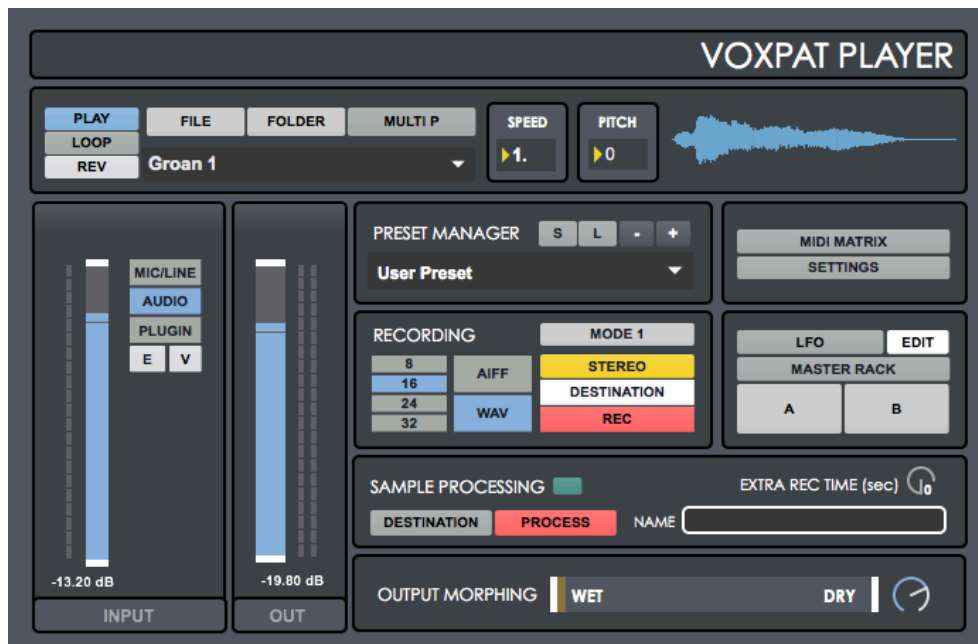 VOXPAT PLAYER
PLAY
LOOP
REV
FILE
FOLDER
MULTI P
Groan 1
SPEED
1.
PITCH
0
MIC/LINE
AUDIO
PLUGIN
E
V
-13.20 dB
INPUT
-19.80 dB
OUT
PRESET MANAGER
S
L
-
+
User Preset
MIDI MATRIX
SETTINGS
RECORDING
8
16
24
32
AIFF
WAV
MODE 1
STEREO
DESTINATION
REC
LFO
EDIT
MASTER RACK
A
B
SAMPLE PROCESSING
EXTRA REC TIME (sec)
0
DESTINATION
PROCESS
NAME
OUTPUT MORPHING
WET
DRY